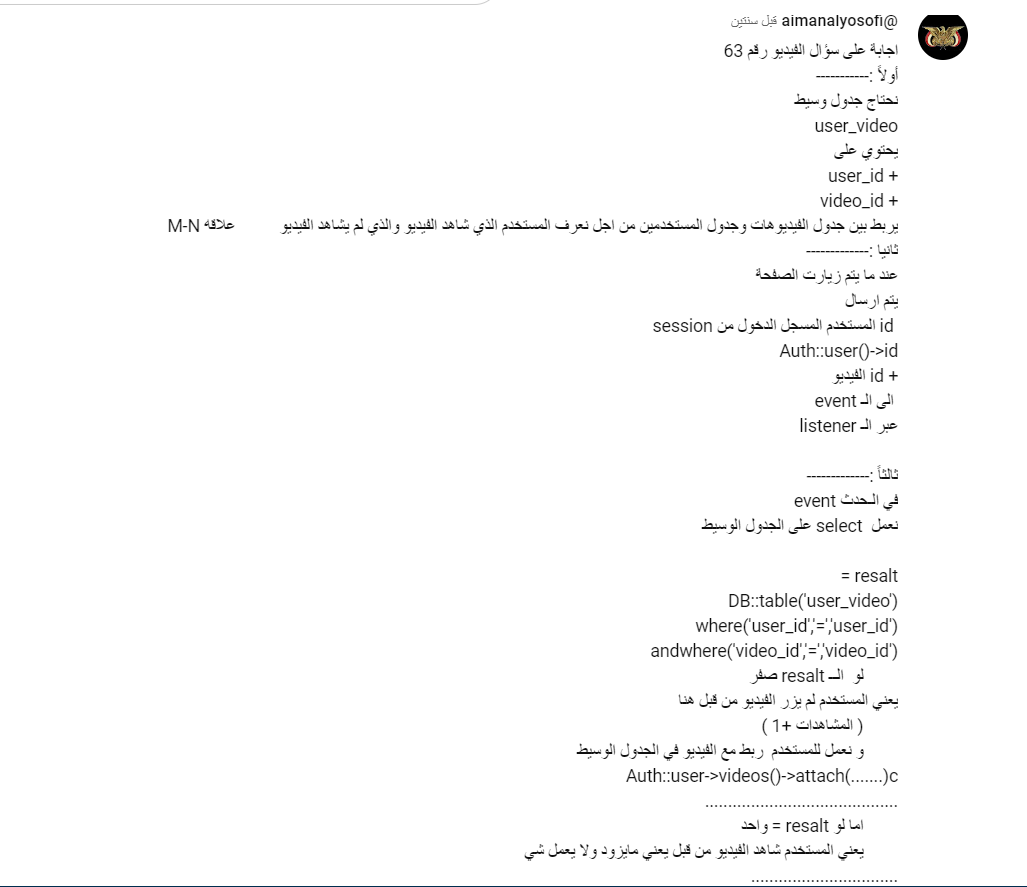 @aimanalyosofi قبل سنتين
اجابة على سؤال الفيديو رقم 63
أولاً :-----------
نحتاج جدول وسيط
user_video
يحتوي على
+ user_id
+ video_id
يربط بين جدول الفيديوهات وجدول المستخدمين من اجل نعرف المستخدم الذي شاهد الفيديو والذي لم يشاهد الفيديو علاقه M-N
ثانيا :-------------
عند ما يتم زيارت الصفحة
يتم ارسال
id المستخدم المسجل الدخول من session
Auth::user()->id
+ id الفيديو
الى الـ event
عبر الـ listener
ثالثاً :-------------
في الـحدث event
نعمل select على الجدول الوسيط
resalt =
DB::table('user_video')
where('user_id','=','user_id')
andwhere('video_id','=','video_id')
لو الــ resalt صفر
يعني المستخدم لم يزر الفيديو من قبل هنا
( المشاهدات +1 )
و نعمل للمستخدم ربط مع الفيديو في الجدول الوسيط
Auth::user->videos()->attach(.......)c
...........................................
اما لو resalt = واحد
يعني المستخدم شاهد الفيديو من قبل يعني مايزود ولا يعمل شي
.................................